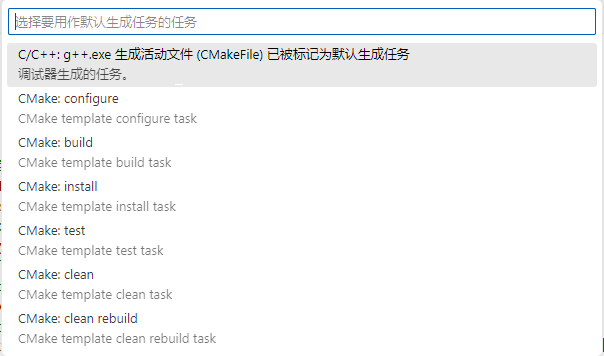 选择要用作默认生成任务的任务
C/C++: g++.exe 生成活动文件 (CMakeFile) 已被标记为默认生成任务
调试器生成的任务。
CMake: configure
CMake template configure task
CMake: build
CMake template build task
CMake: install
CMake template install task
CMake: test
CMake template test task
CMake: clean
CMake template clean task
CMake: clean rebuild
CMake template clean rebuild task